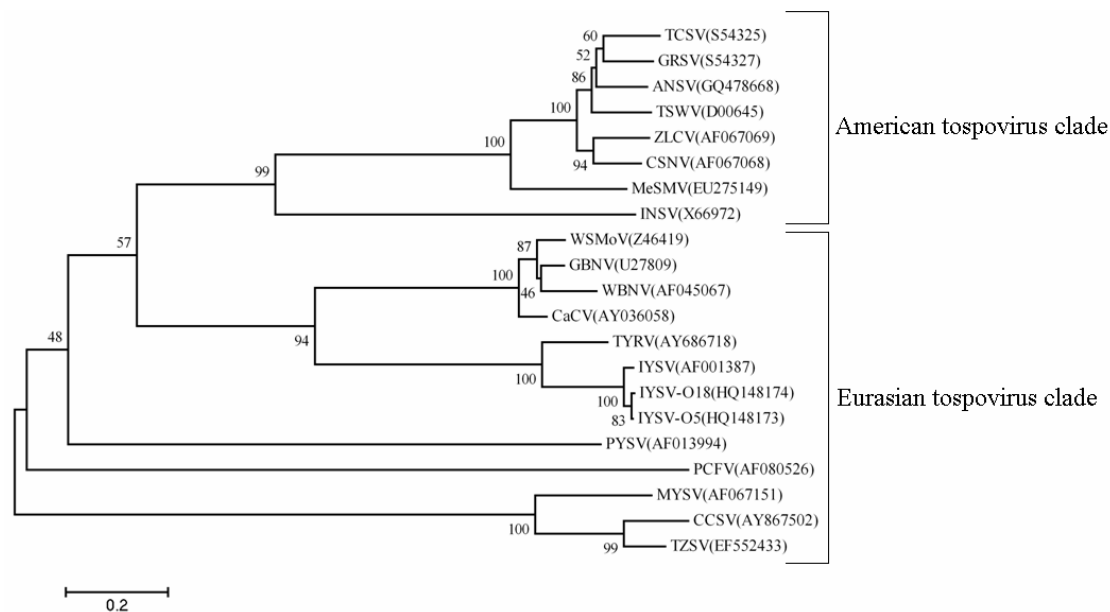 60
TCSV(S54325)
52
GRSV(S54327)
86
ANSV(GQ478668)
100
TSWV(D00645)
American tospovirus clade
ZLCV(AF067069)
100
94
CSNV(AF067068)
99
MeSMV(EU275149)
INSV(X66972)
57
87
WSMoV(Z46419)
GBNV(U27809)
100
46
WBNV(AF045067)
CaCV(AY036058)
48
94
TYRV(AY686718)
IYSV(AF001387)
100
IYSV-O18(HQ148174)
Eurasian tospovirus clade
100
83
IYSV-O5(HQ148173)
PYSV(AF013994)
PCFV(AF080526)
MYSV(AF067151)
100
CCSV(AY867502)
99
TZSV(EF552433)
0.2